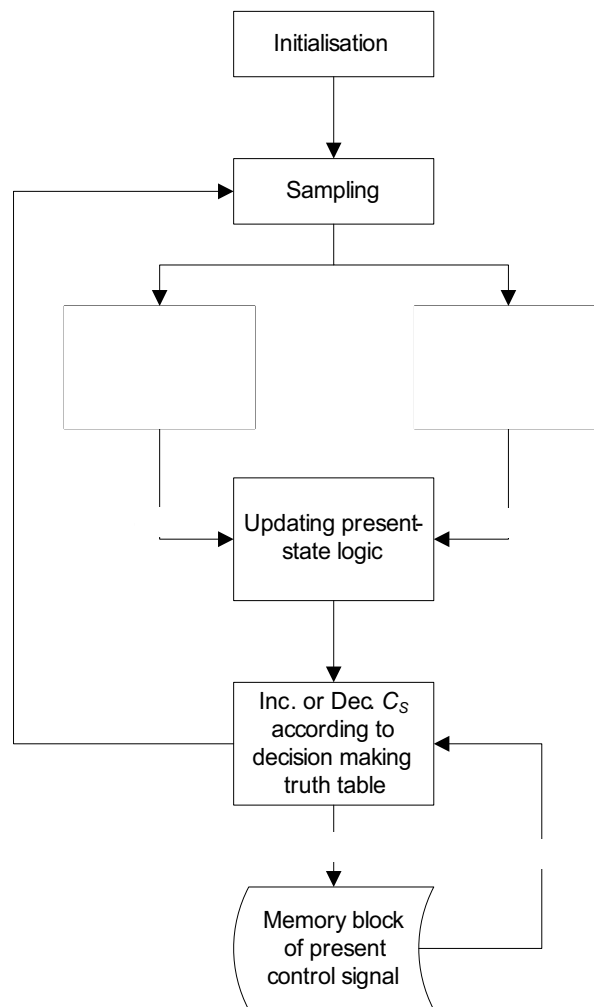 Initialisation
Sampling
Updating present-
state logic
Inc. or Dec. CS
according to
decision making
truth table
Memory block
of present
control signal